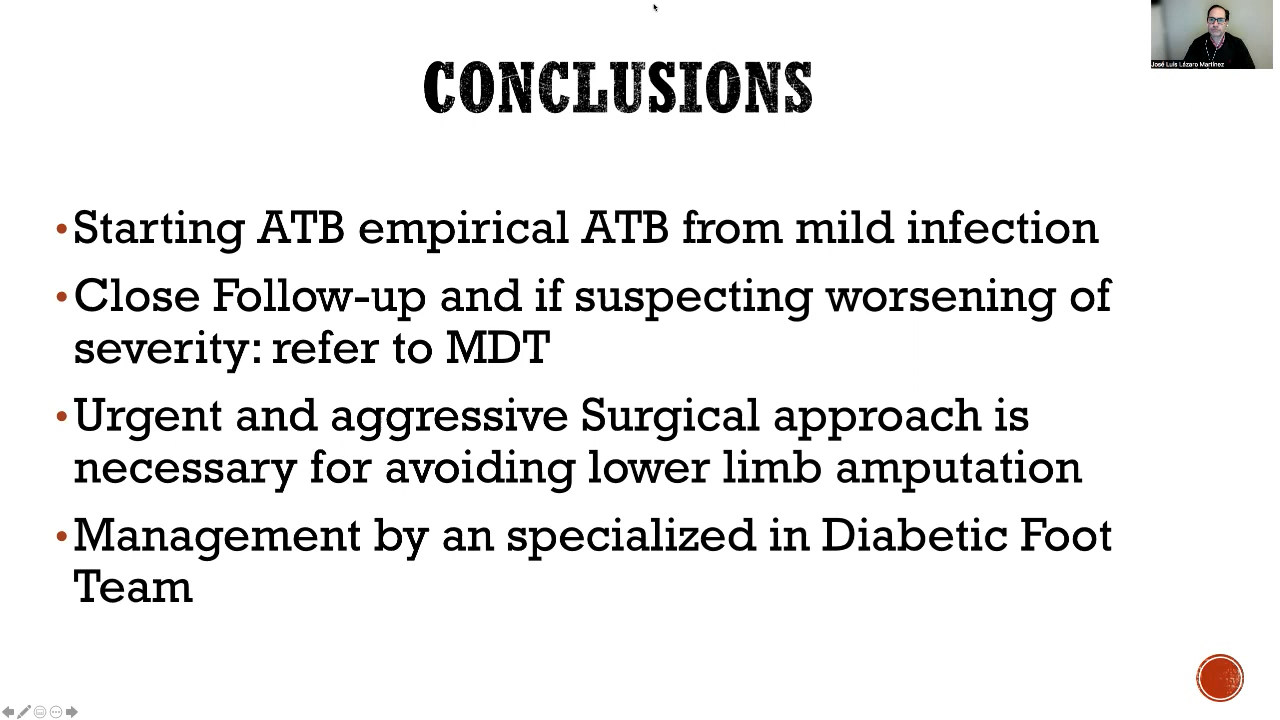 José Luis Lázaro Martínez
CONCLUSIONS
•Starting ATB empirical ATB from mild infection
•Close Follow-up and if suspecting worsening of
severity: refer to MDT
•Urgent and aggressive Surgical approach is
necessary for avoiding lower limb amputation
•Management by an specialized in Diabetic Foot
Team